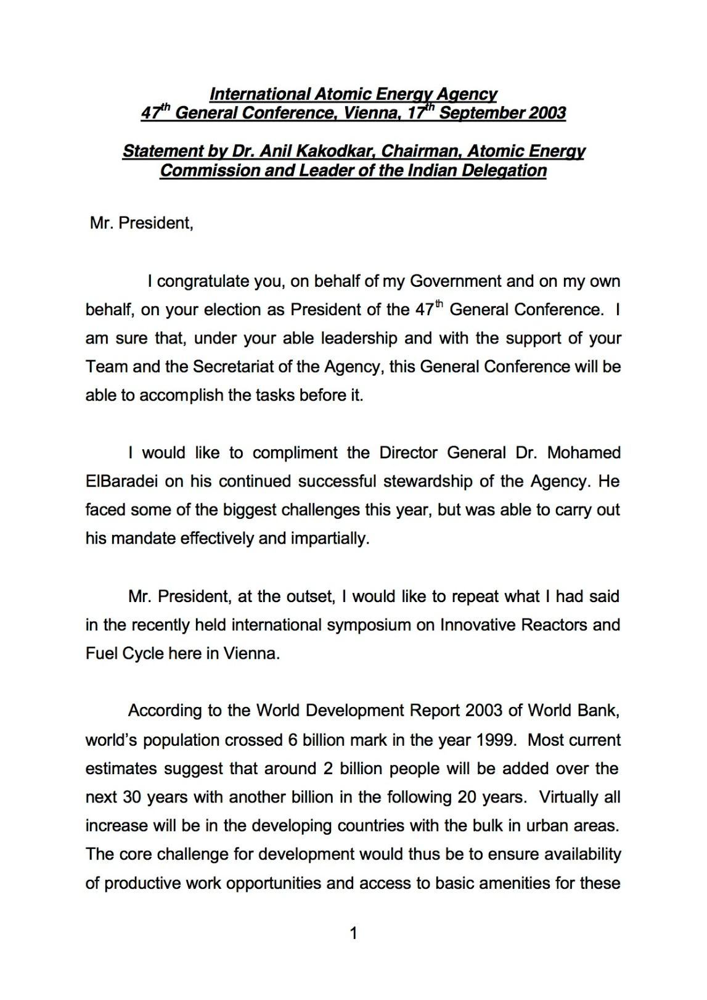 International Atomic Energy Agency
47th General Conference, Vienna, 17th September 2003
Statement by Dr. Anil Kakodkar, Chairman, Atomic Energy
Commission and Leader of the Indian Delegation
Mr. President,
I congratulate you, on behalf of my Government and on my own
behalf, on your election as President of the 47th General Conference. I
am sure that, under your able leadership and with the support of your
Team and the Secretariat of the Agency, this General Conference will be
able to accomplish the tasks before it.
I would like to compliment the Director General Dr. Mohamed
ElBaradei on his continued successful stewardship of the Agency. He
faced some of the biggest challenges this year, but was able to carry out
his mandate effectively and impartially.
Mr. President, at the outset, I would like to repeat what I had said
in the recently held international symposium on Innovative Reactors and
Fuel Cycle here in Vienna.
According to the World Development Report 2003 of World Bank,
world’s population crossed 6 billion mark in the year 1999. Most current
estimates suggest that around 2 billion people will be added over the
next 30 years with another billion in the following 20 years. Virtually all
increase will be in the developing countries with the bulk in urban areas.
The core challenge for development would thus be to ensure availability
of productive work opportunities and access to basic amenities for these
1